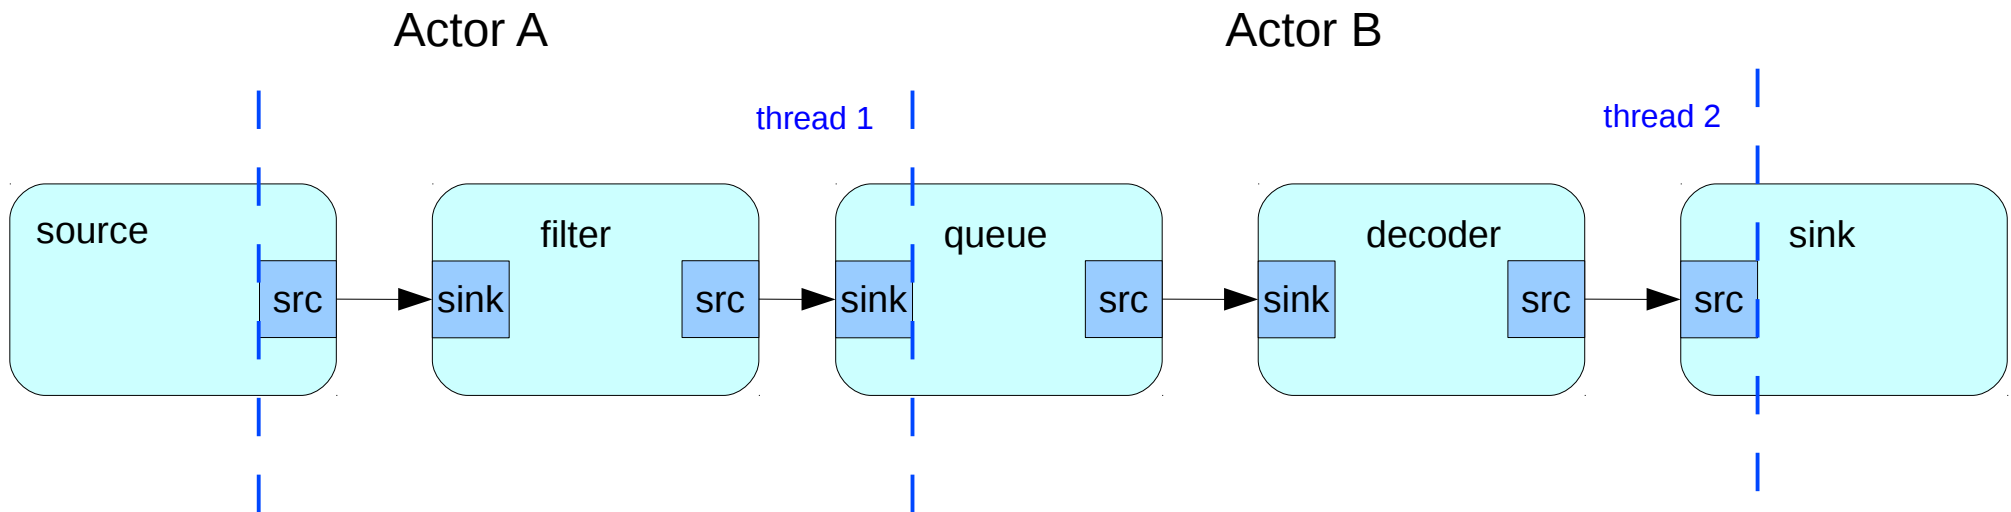 Actor A
Actor B
thread 1
thread 2
source
filter
queue
decoder
sink
src
sink
src
sink
src
sink
src
src